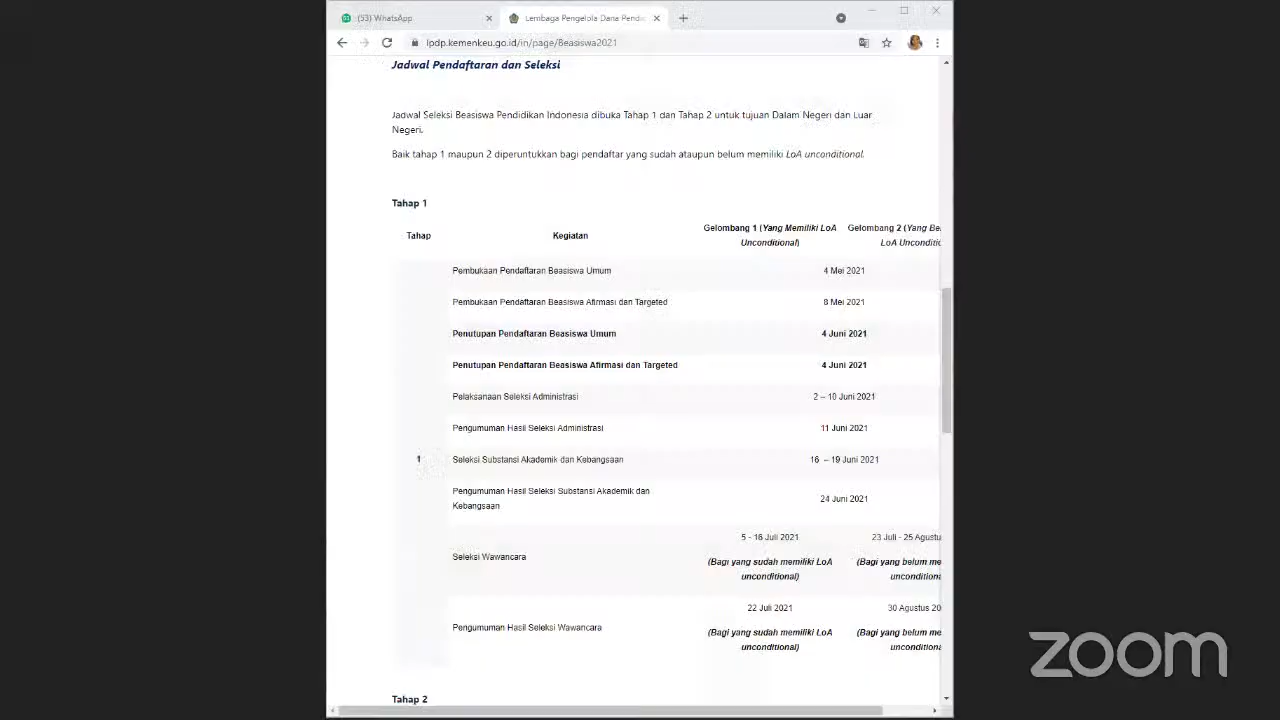 (53) WhatsApp
Lembaga Pengelola Dana Pendi
lpdp.kemenkeu.go.id/in/page/Beasiswa2021
Jadwal Pendaftaran dan Seleksi
Jadwal Seleksi Beasiswa Pendidikan Indonesia dibuka Tahap 1 dan Tahap 2 untuk tujuan Dalam Negeri dan Luar
Negeri.
Baik tahap 1 maupun 2 diperuntukkan bagi pendaftar yang sudah ataupun belum memiliki LoA unconditional.
Tahap 1
Tahap Kegiatan Gelombang 1 (Yang Memiliki LoA Unconditional) Gelombang 2 (Yang Be LoA Unconditio
Pembukaan Pendaftaran Beasiswa Umum 4 Mei 2021
Pembukaan Pendaftaran Beasiswa Afirmasi dan Targeted 8 Mei 2021
Penutupan Pendaftaran Beasiswa Umum 4 Juni 2021
Penutupan Pendaftaran Beasiswa Afirmasi dan Targeted 4 Juni 2021
Pelaksanaan Seleksi Administrasi 2 – 10 Juni 2021
Pengumuman Hasil Seleksi Administrasi 11 Juni 2021
1 Seleksi Substansi Akademik dan Kebangsaan 16 – 19 Juni 2021
Pengumuman Hasil Seleksi Substansi Akademik dan
Kebangsaan 24 Juni 2021
5 - 16 Juli 2021 23 Juli - 25 Agustu
Seleksi Wawancara (Bagi yang sudah memiliki LoA (Bagi yang belum me
unconditional) unconditiona
22 Juli 2021 30 Agustus 20
Pengumuman Hasil Seleksi Wawancara (Bagi yang sudah memiliki LoA (Bagi yang belum me
unconditional) unconditiona
Tahap 2
zoom